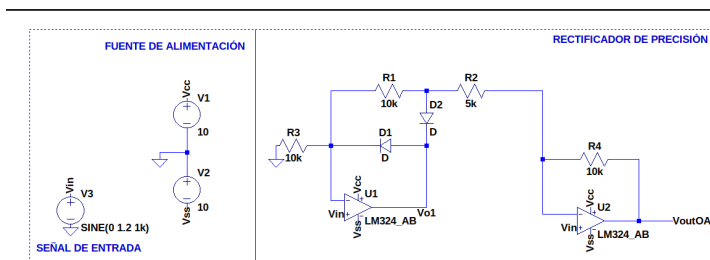 FUENTE DE ALIMENTACIÓN
RECTIFICADOR DE PRECISIÓN
Vcc
V1
10
V2
10
Vss
Vin
V3
SINE(0 1.2 1k)
SEÑAL DE ENTRADA
R1
10k
R2
5k
D2
D
R3
10k
D1
D
Vcc
U1
Vin
LM324_AB
Vss
Vo1
R4
10k
Vcc
U2
Vin
LM324_AB
Vss
VoutOA